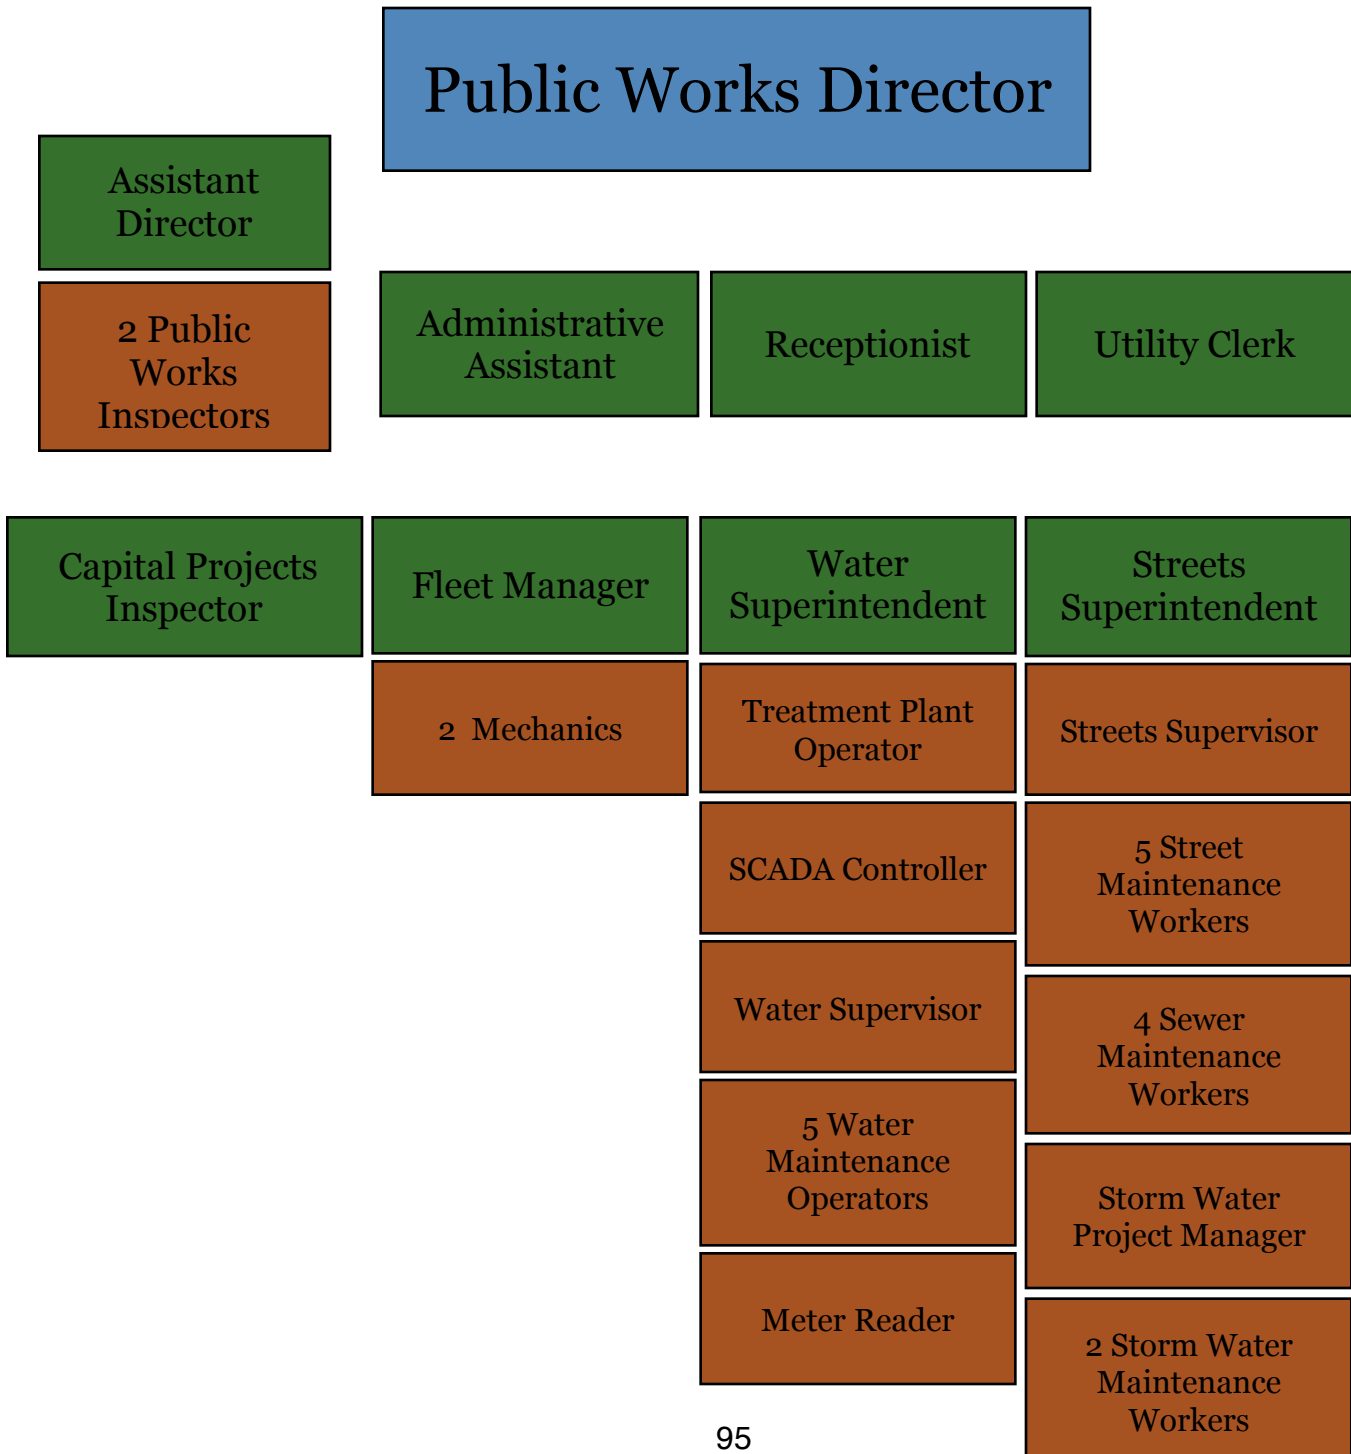 Public Works Director
Assistant
Director
2 Public
Works
Inspectors
Administrative
Assistant
Receptionist
Utility Clerk
Capital Projects
Inspector
Fleet Manager
2 Mechanics
Water
Superintendent
Treatment Plant
Operator
SCADA Controller
Water Supervisor
5 Water
Maintenance
Operators
Meter Reader
Streets
Superintendent
Streets Supervisor
5 Street
Maintenance
Workers
4 Sewer
Maintenance
Workers
Storm Water
Project Manager
2 Storm Water
Maintenance
Workers
95